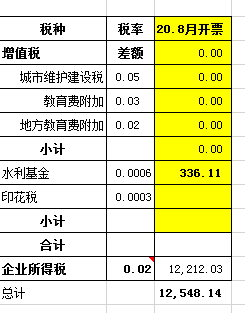 税种 税率 20.8月开票
增值税 差额 0.00
城市维护建设税 0.05 0.00
教育费附加 0.03 0.00
地方教育费附加 0.02 0.00
小计 0.00
水利基金 0.0006 336.11
印花税 0.0003
小计
合计
企业所得税 0.02 12,212.03
总计 12,548.14